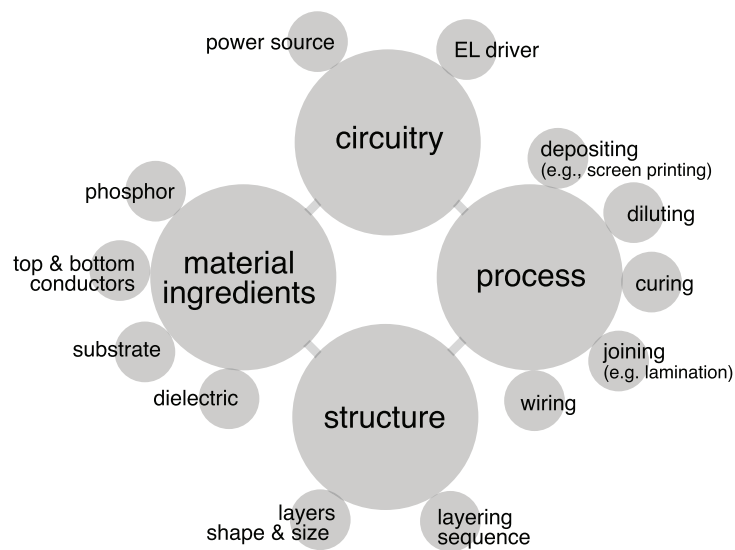 power source
EL driver
circuitry
depositing
(e.g., screen printing)
phosphor
diluting
top & bottom
conductors
material
ingredients
process
curing
substrate
joining
(e.g. lamination)
dielectric
wiring
structure
layers
shape & size
layering
sequence